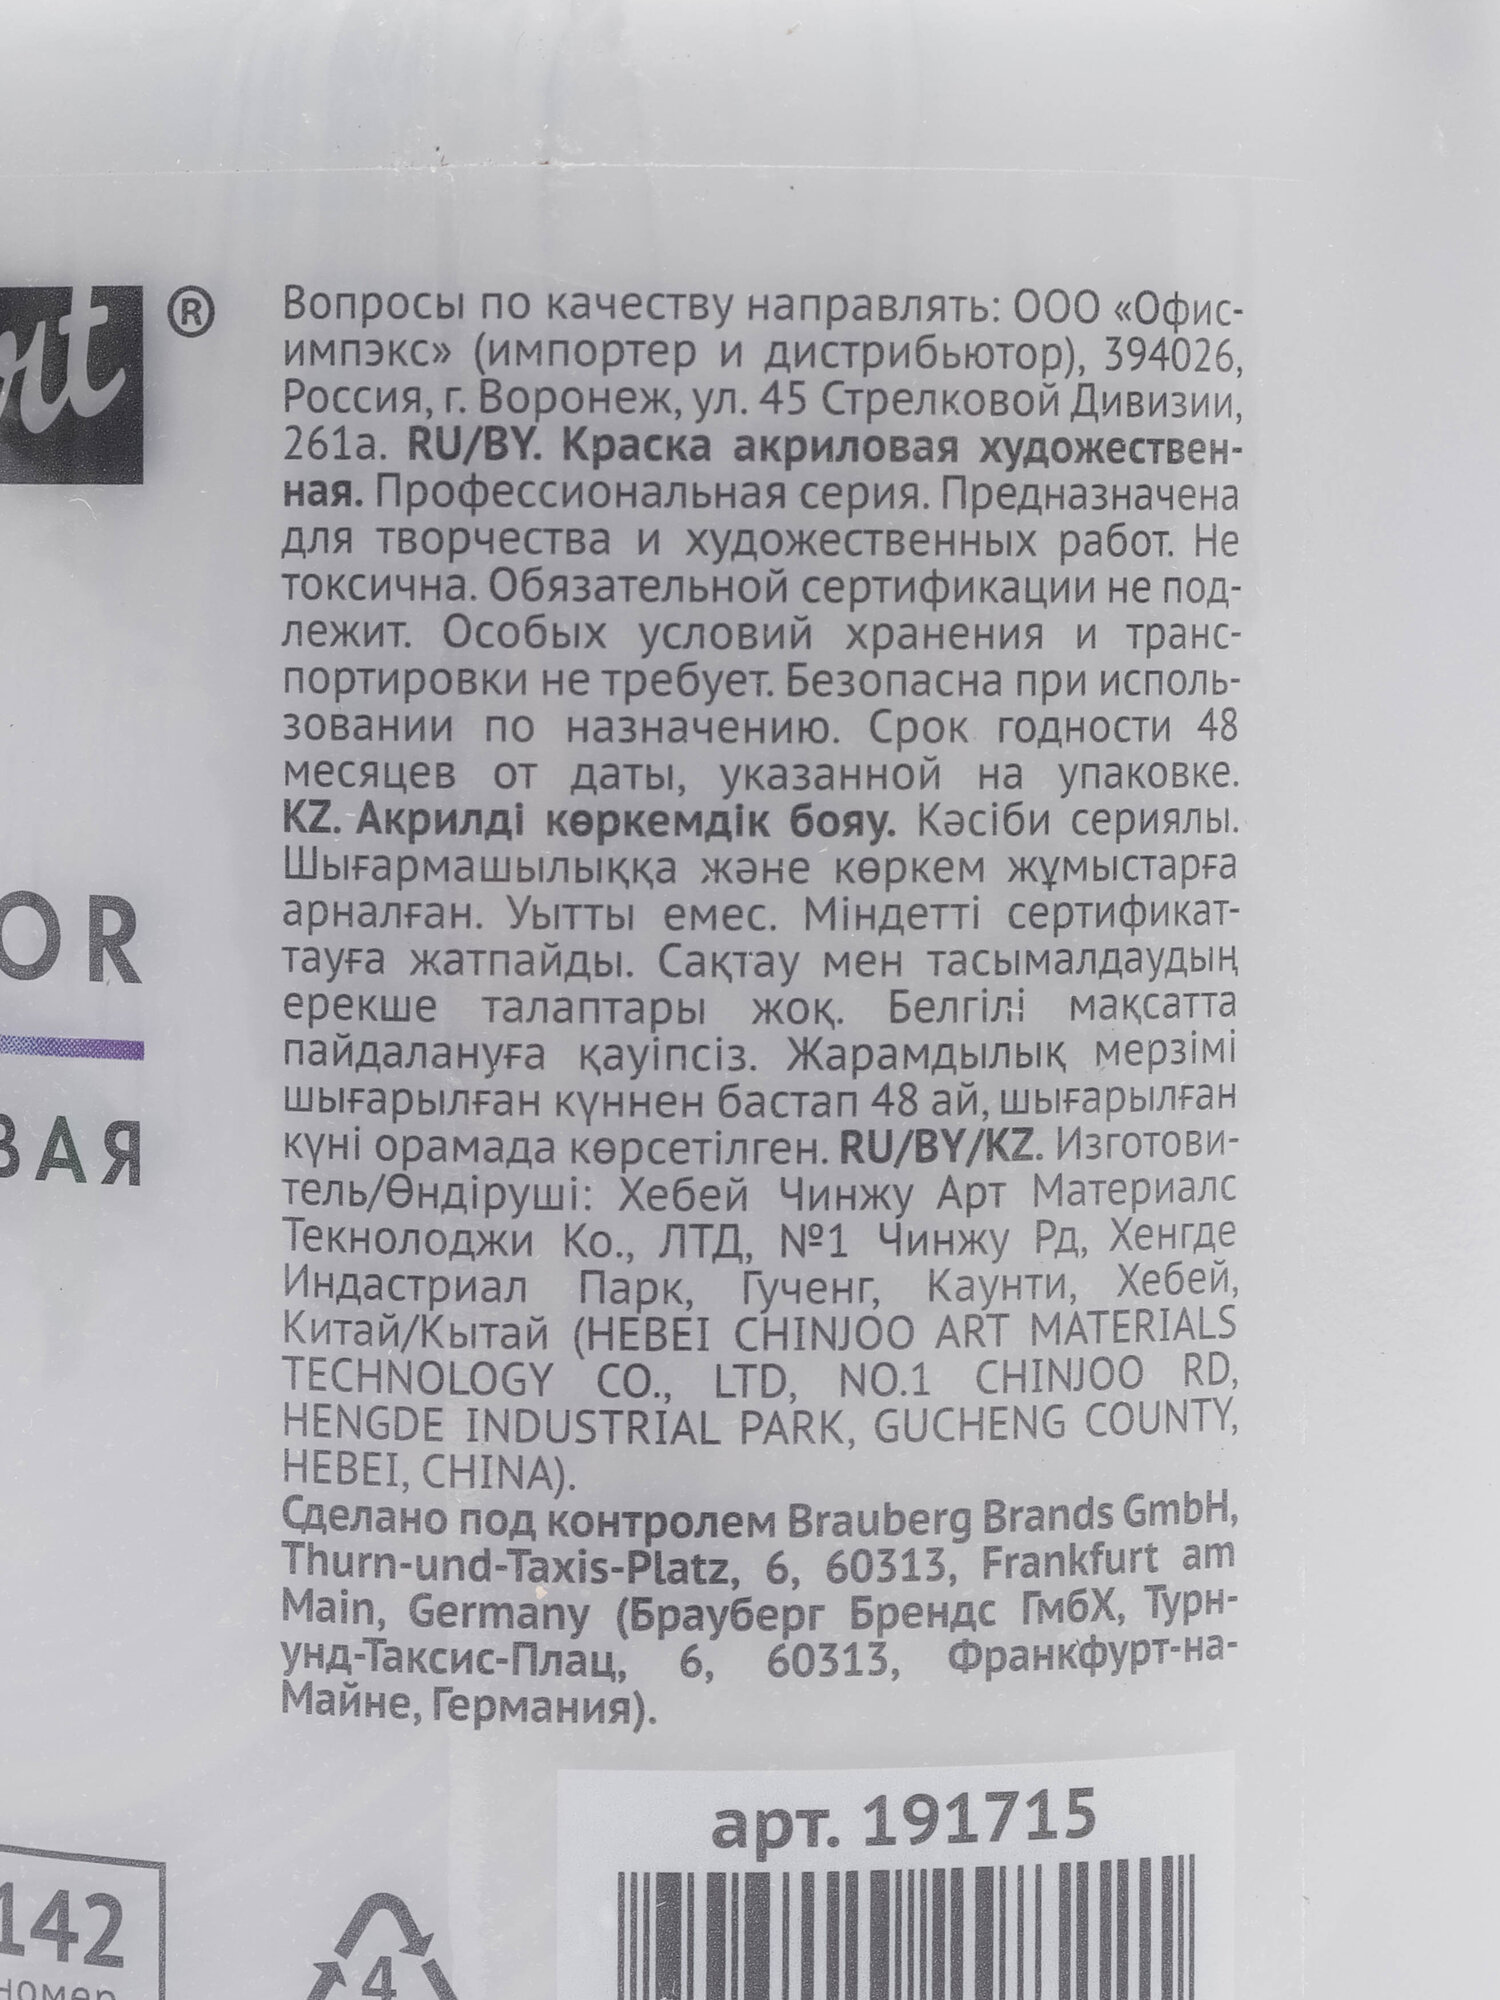 rt®
Вопросы по качеству направлять: ООО «Офис-
импэкс» (импортер и дистрибьютор), 394026,
Россия, г. Воронеж, ул. 45 Стрелковой Дивизии,
261а. RU/BY. Краска акриловая художествен-
ная. Профессиональная серия. Предназначена
для творчества и художественных работ. Не
токсична. Обязательной сертификации не под-
лежит. Особых условий хранения и транс-
портировки не требует. Безопасна при исполь-
зовании по назначению. Срок годности 48
месяцев от даты, указанной на упаковке.
KZ. Акрилді көркемдік бояу. Кәсіби сериялы.
Шығармашылыққа және көркем жұмыстарға
арналған. Уытты емес. Міндетті сертификат-
тауға жатпайды. Сақтау мен тасымалдаудың
ерекше талаптары жоқ. Белгілі мақсатта
пайдалануға қауіпсіз. Жарамдылық мерзімі
шығарылған күннен бастап 48 ай, шығарылған
күні орамада көрсетілген. RU/BY/KZ. Изготови-
тель/Өндіруші: Хебей Чинжу Арт Материалс
Текнолоджи Ко., ЛТД, №1 Чинжу Рд, Хенгде
Индастриал Парк, Гученг, Каунти, Хебей,
Китай/Кытай (HEBEI CHINJOO ART MATERIALS
TECHNOLOGY CO., LTD, NO.1 CHINJOO RD,
HENGDE INDUSTRIAL PARK, GUCHENG COUNTY,
HEBEI, CHINA).
Сделано под контролем Brauberg Brands GmbH,
Thurn-und-Taxis-Platz, 6, 60313, Frankfurt am
Main, Germany (Брауберг Брендс ГмбХ, Турн-
унд-Таксис-Плац, 6, 60313, Франкфурт-на-
Майне, Германия).
OR
ВАЯ
арт. 191715
142
номер
4